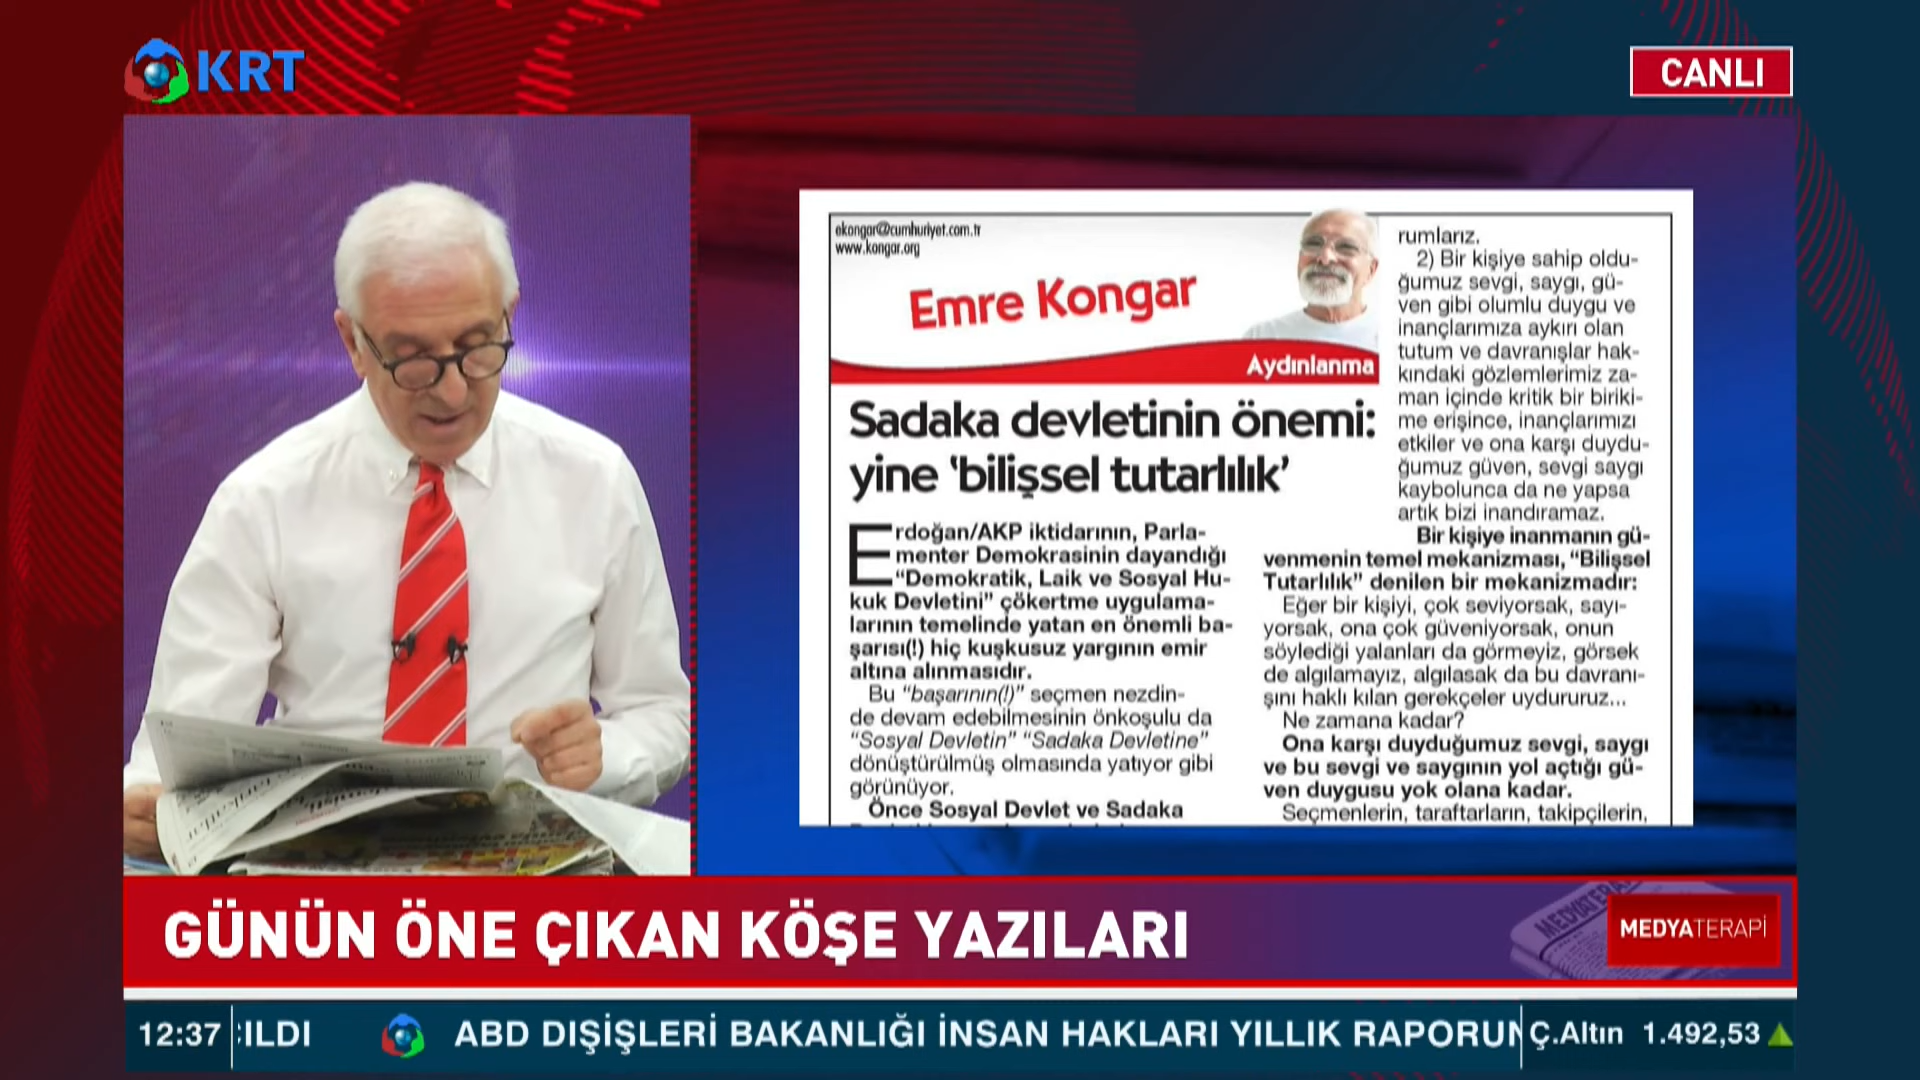 KRT
CANLI
ekongar@cumhuriyet.com.tr
www.kongar.org
Emre Kongar
Aydınlanma
Sadaka devletinin önemi:
yine ‘bilişsel tutarlılık’
Erdoğan/AKP iktidarının, Parla-
menter Demokrasinin dayandığı
“Demokratik, Laik ve Sosyal Hu-
kuk Devletini” çökertme uygulama-
larının temelinde yatan en önemli ba-
şarısı(!) hiç kuşkusuz yargının emir
altına alınmasıdır.
Bu “başarının(!)” seçmen nezdin-
de devam edebilmesinin önkoşulu da
“Sosyal Devletin” “Sadaka Devletine”
dönüştürülmüş olmasında yatıyor gibi
görünüyor.
Önce Sosyal Devlet ve Sadaka
rumlarız.
2) Bir kişiye sahip oldu-
ğumuz sevgi, saygı, gü-
ven gibi olumlu duygu ve
inançlarımıza aykırı olan
tutum ve davranışlar hak-
kındaki gözlemlerimiz za-
man içinde kritik bir biriki-
me erişince, inançlarımızı
etkiler ve ona karşı duydu-
ğumuz güven, sevgi saygı
kaybolunca da ne yapsa
artık bizi inandıramaz.
Bir kişiye inanmanın gü-
venmenin temel mekanizması, “Bilişsel
Tutarlılık” denilen bir mekanizmadır:
Eğer bir kişiyi, çok seviyorsak, sayı-
yorsak, ona çok güveniyorsak, onun
söylediği yalanları da görmeyiz, görsek
de algılamayız, algılasak da bu davranı-
şını haklı kılan gerekçeler uydururuz...
Ne zamana kadar?
Ona karşı duyduğumuz sevgi, saygı
ve bu sevgi ve saygının yol açtığı gü-
ven duygusu yok olana kadar.
Seçmenlerin, taraftarların, takipçilerin,
GÜNÜN ÖNE ÇIKAN KÖŞE YAZILARI
MEDYATERAPİ
12:37 ILDI ABD DIŞİŞLERİ BAKANLIĞI İNSAN HAKLARI YILLIK RAPORUN Ç.Altın 1.492,53